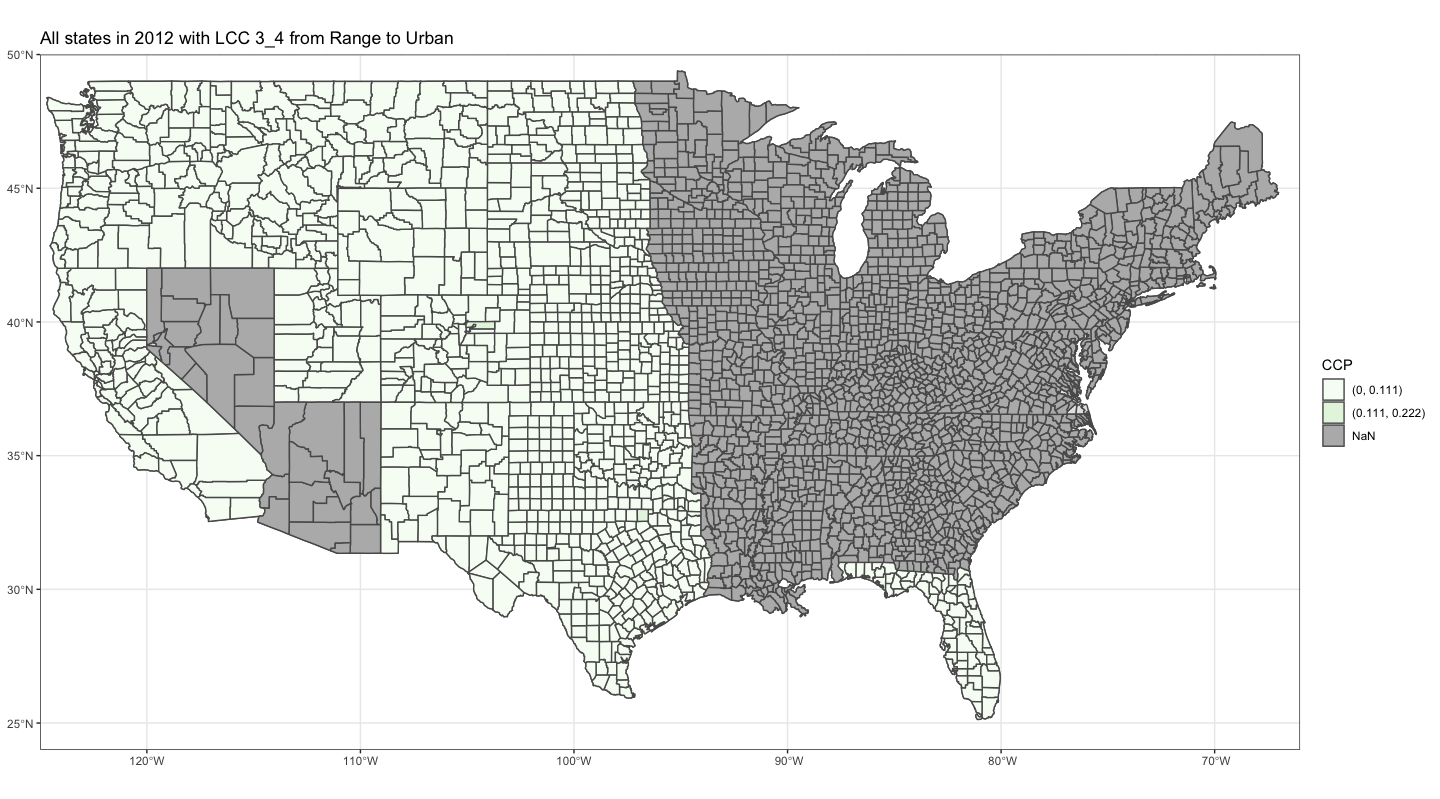 All states in 2012 with LCC 3_4 from Range to Urban
50°N
45°N
40°N
35°N
30°N
25°N
120°W
110°W
100°W
90°W
80°W
70°W
CCP
(0, 0.111)
(0.111, 0.222)
NaN